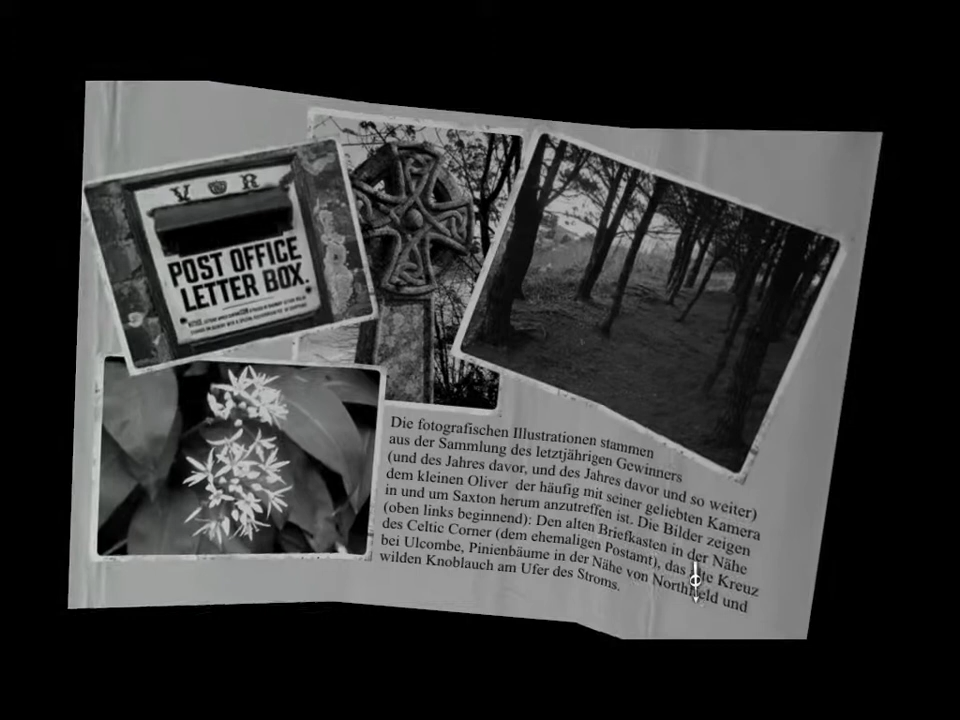 V R
POST OFFICE
LETTER BOX.
Die fotografischen Illustrationen stammen
aus der Sammlung des letztjährigen Gewinners
(und des Jahres davor, und des Jahres davor und so weiter)
dem kleinen Oliver der häufig mit seiner geliebten Kamera
in und um Saxton herum anzutreffen ist. Die Bilder zeigen
(oben links beginnend): Den alten Briefkasten in der Nähe
des Celtic Corner (dem ehemaligen Postamt), das alte Kreuz
bei Ulcombe, Pinienbäume in der Nähe von Northfield und
wilden Knoblauch am Ufer des Stroms.